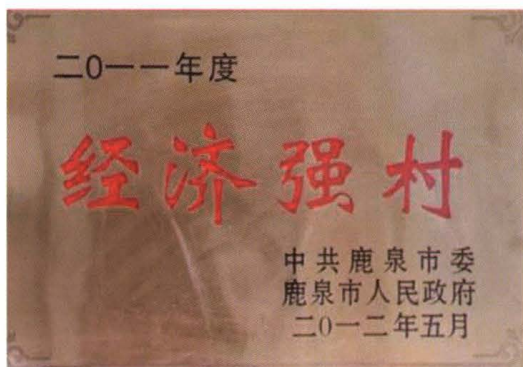 二0一一年度
经济强村
中共鹿泉市委
鹿泉市人民政府
二0一二年五月